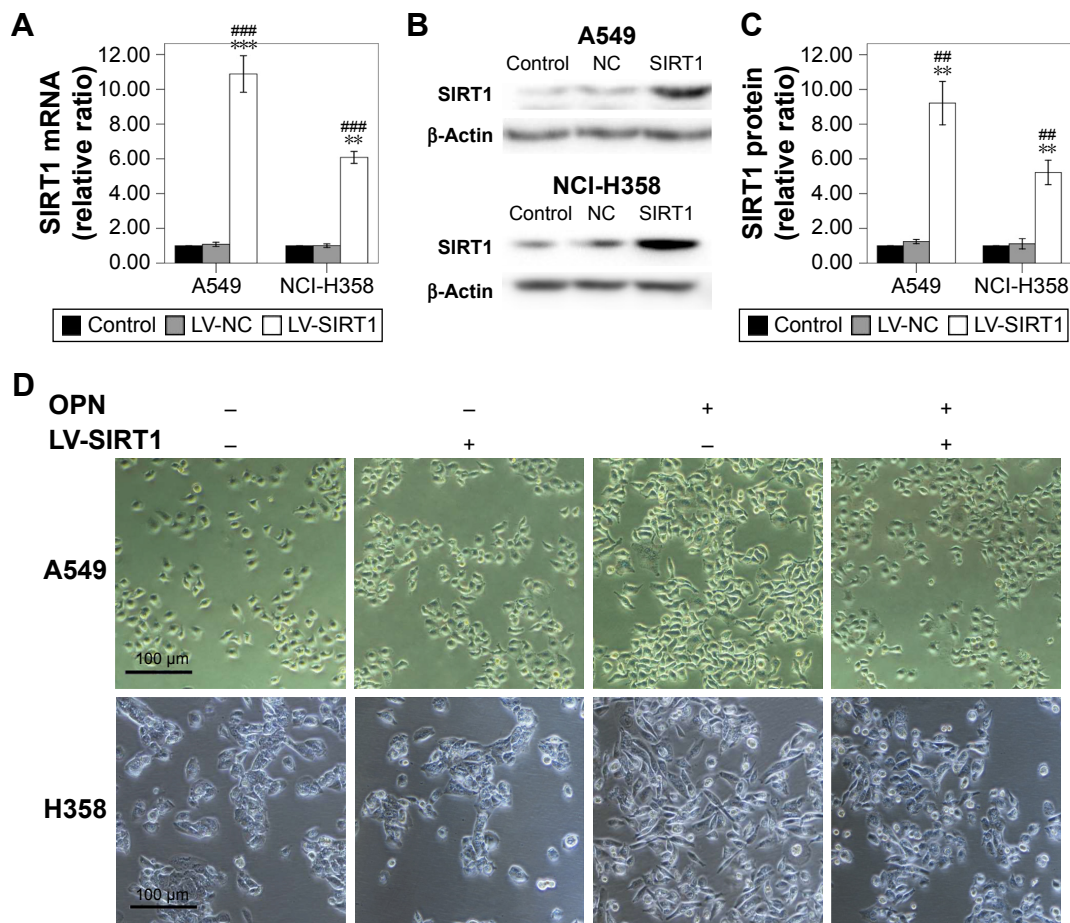 A
SIRT1 mRNA
(relative ratio)
12.00
10.00
8.00
6.00
4.00
2.00
0.00
###
***
###
**
A549 NCI-H358
Control LV-NC LV-SIRT1
B
A549
Control NC SIRT1
SIRT1
β-Actin
NCI-H358
Control NC SIRT1
SIRT1
β-Actin
C
SIRT1 protein
(relative ratio)
12.00
10.00
8.00
6.00
4.00
2.00
0.00
##
**
##
**
A549 NCI-H358
Control LV-NC LV-SIRT1
D
OPN – – + +
LV-SIRT1 – + – +
A549
100 µm
H358
100 µm